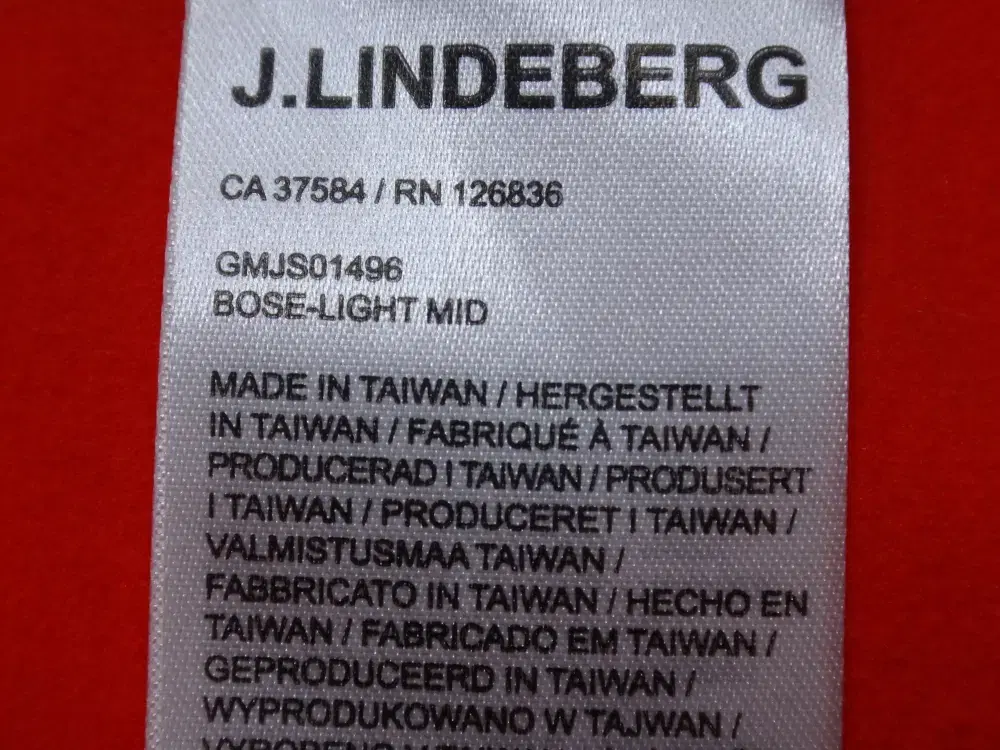 J.LINDEBERG
CA 37584 / RN 126836
GMJS01496
BOSE-LIGHT MID
MADE IN TAIWAN / HERGESTELLT
IN TAIWAN / FABRIQUÉ À TAIWAN /
PRODUCERAD I TAIWAN / PRODUSERT
I TAIWAN / PRODUCERET I TAIWAN /
VALMISTUSMAA TAIWAN /
FABBRICATO IN TAIWAN / HECHO EN
TAIWAN / FABRICADO EM TAIWAN /
GEPRODUCEERD IN TAIWAN /
WYPRODUKOWANO W TAJWAN /